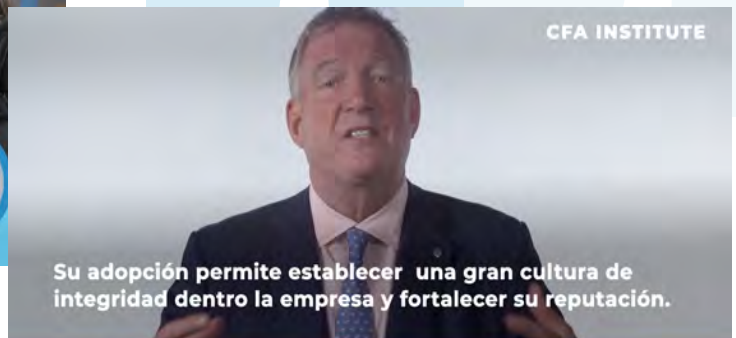 CFA INSTITUTE
Su adopción permite establecer una gran cultura de
integridad dentro la empresa y fortalecer su reputación.